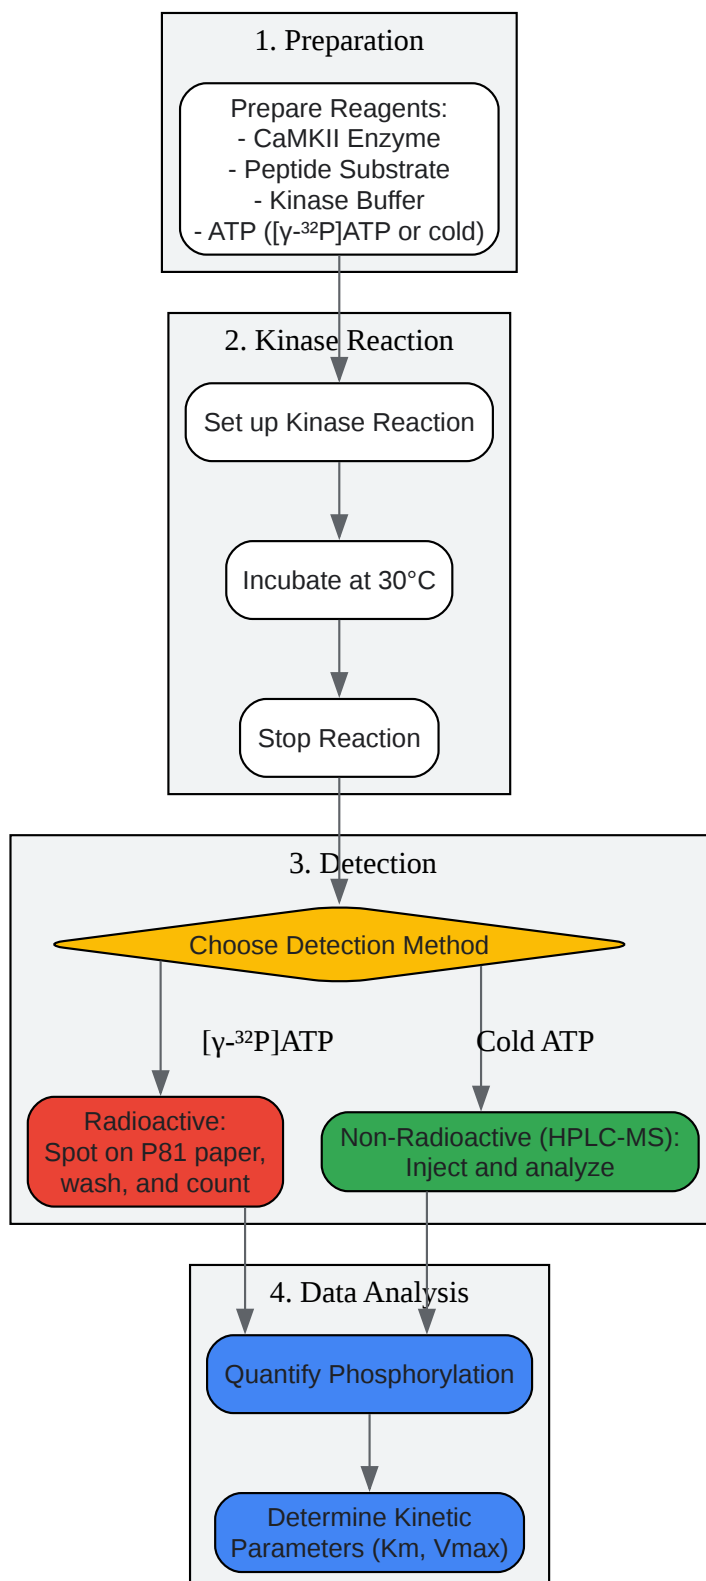 1. Preparation
Prepare Reagents:
- CaMKII Enzyme
- Peptide Substrate
- Kinase Buffer
- ATP ([γ-³²P]ATP or cold)
2. Kinase Reaction
Set up Kinase Reaction
Incubate at 30°C
Stop Reaction
3. Detection
Choose Detection Method
[γ-³²P]ATP
Cold ATP
Radioactive:
Spot on P81 paper,
wash, and count
Non-Radioactive (HPLC-MS):
Inject and analyze
4. Data Analysis
Quantify Phosphorylation
Determine Kinetic
Parameters (Km, Vmax)